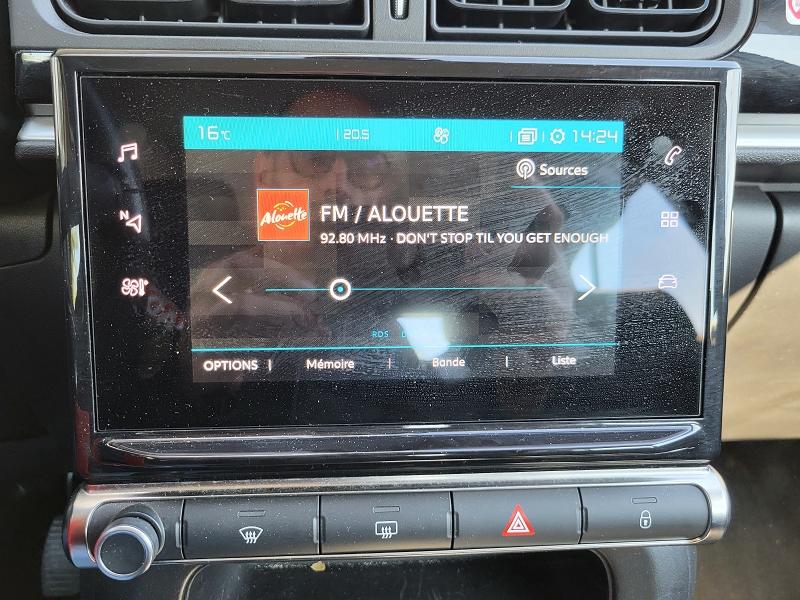 16°C | 20.5 | | 14:24
Sources
Alouette
FM / ALOUETTE
92.80 MHz · DON'T STOP TIL YOU GET ENOUGH
N
RDS
OPTIONS | Mémoire | Bande | Liste